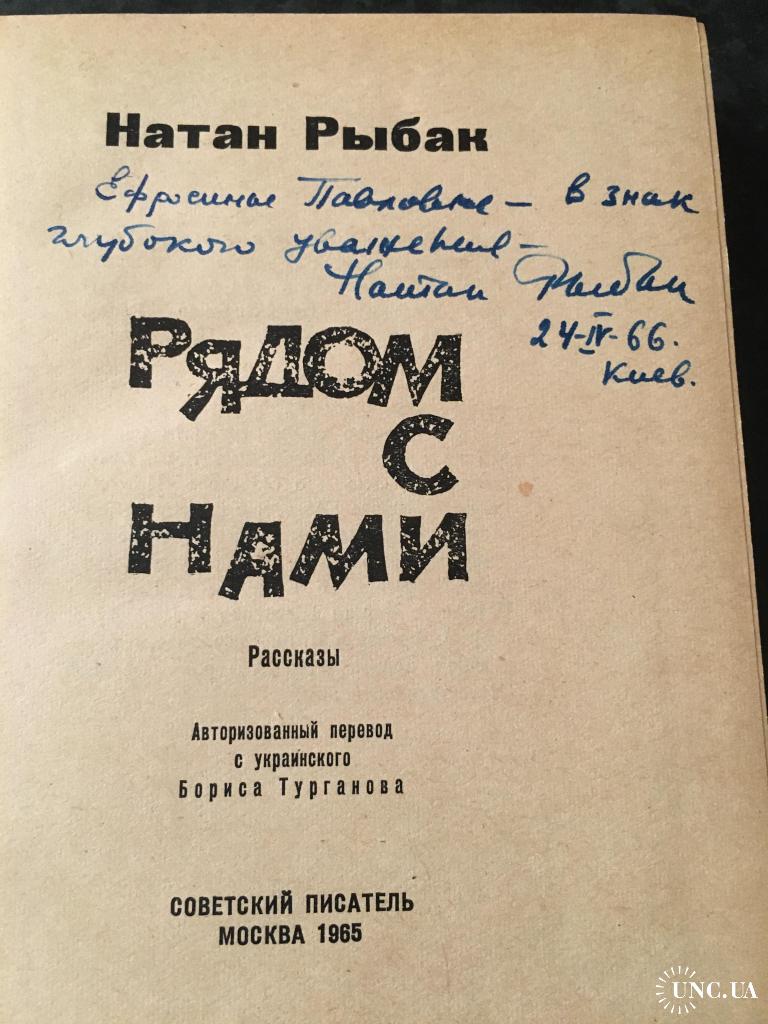 Натан Рыбак
Ефросинье Павловне – в знак
глубокого уважения –
Натан Рыбак
24-IV-66.
Киев.
РЯДОМ
С
НАМИ
Рассказы
Авторизованный перевод
с украинского
Бориса Турганова
СОВЕТСКИЙ ПИСАТЕЛЬ
МОСКВА 1965
UNC.UA